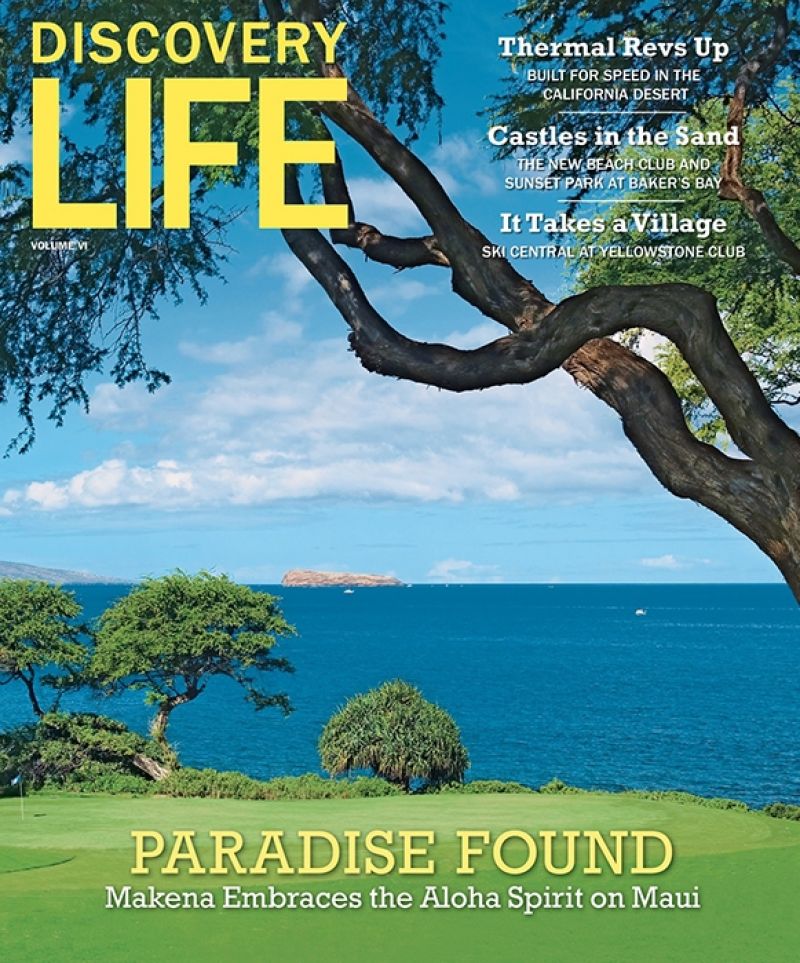 DISCOVERY
LIFE
VOLUME VI
Thermal Revs Up
BUILT FOR SPEED IN THE
CALIFORNIA DESERT
Castles in the Sand
THE NEW BEACH CLUB AND
SUNSET PARK AT BAKER'S BAY
It Takes a Village
SKI CENTRAL AT YELLOWSTONE CLUB
PARADISE FOUND
Makena Embraces the Aloha Spirit on Maui